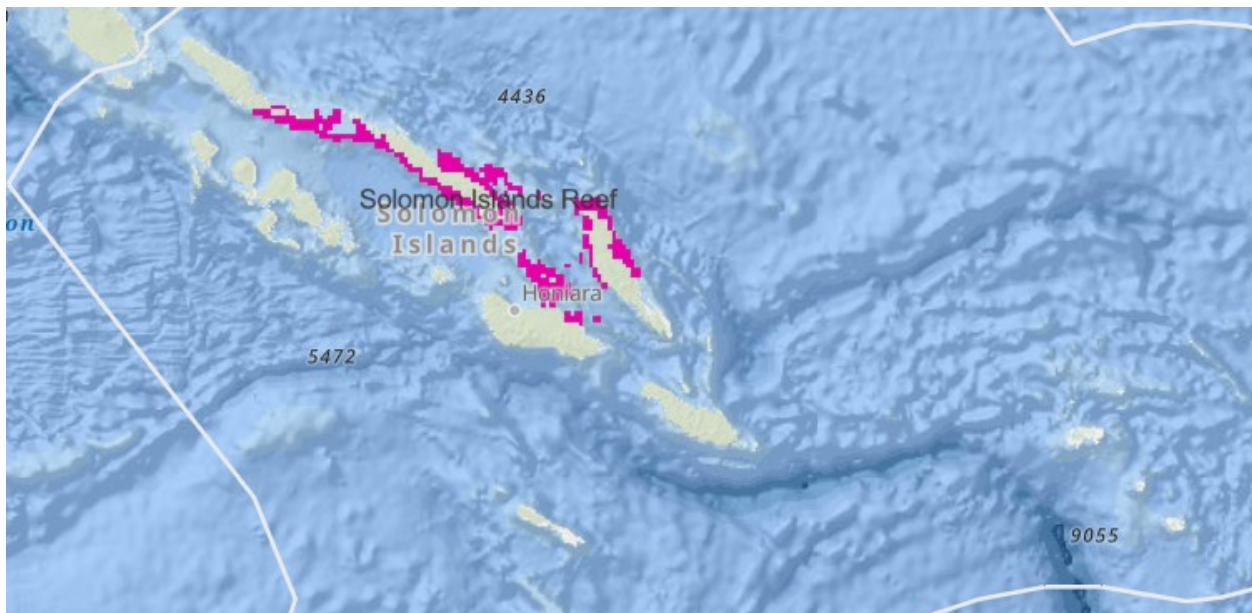 4436
Solomon Islands Reef
Solomon
Islands
on
Honiara
5472
9055